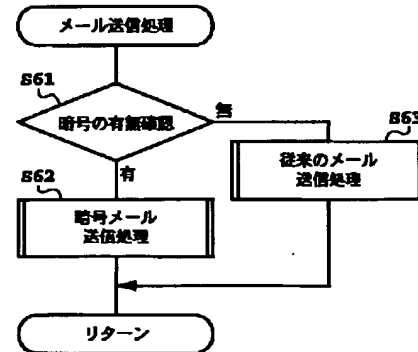 メール送信処理
S61
暗号の有無確認
無
S63
従来のメール
送信処理
有
S62
暗号メール
送信処理
リターン